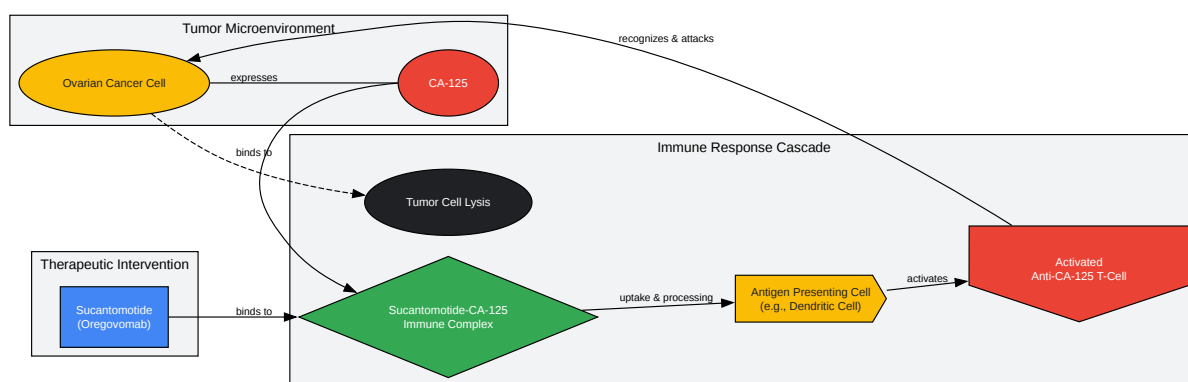 Tumor Microenvironment
recognizes & attacks
Ovarian Cancer Cell
expresses
CA-125
Immune Response Cascade
binds to
Tumor Cell Lysis
Therapeutic Intervention
Activated
Anti-CA-125 T-Cell
Sucantomotide
(Oregovomab)
binds to
Sucantomotide-CA-125
Immune Complex
uptake & processing
Antigen Presenting Cell
(e.g., Dendritic Cell)
activates